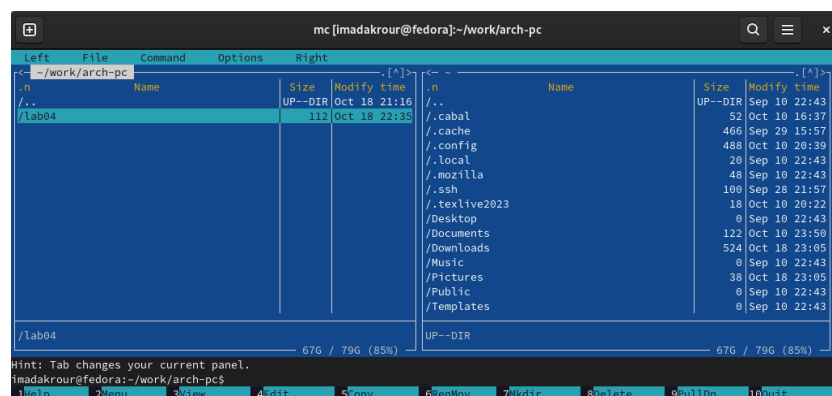 mc [imadakrour@fedora]:~/work/arch-pc
Left File Command Options Right
<─ ~/work/arch-pc .[^]> <─ ~ .[^]>
.n Name Size Modify time .n Name Size Modify time
/.. UP--DIR Oct 18 21:16 /.. UP--DIR Sep 10 22:43
/lab04 112 Oct 18 22:35 /.cabal 52 Oct 10 16:37
/.cache 466 Sep 29 15:57
/.config 488 Oct 10 20:39
/.local 20 Sep 10 22:43
/.mozilla 48 Sep 10 22:43
/.ssh 100 Sep 28 21:57
/.texlive2023 18 Oct 10 20:22
/Desktop 0 Sep 10 22:43
/Documents 122 Oct 10 23:50
/Downloads 524 Oct 18 23:05
/Music 0 Sep 10 22:43
/Pictures 38 Oct 18 23:05
/Public 0 Sep 10 22:43
/Templates 0 Sep 10 22:43
/lab04 UP--DIR
67G / 79G (85%) 67G / 79G (85%)
Hint: Tab changes your current panel.
imadakrour@fedora:~/work/arch-pc$
1Help 2Menu 3View 4Edit 5Copy 6RenMov 7Mkdir 8Delete 9PullDn 10Quit